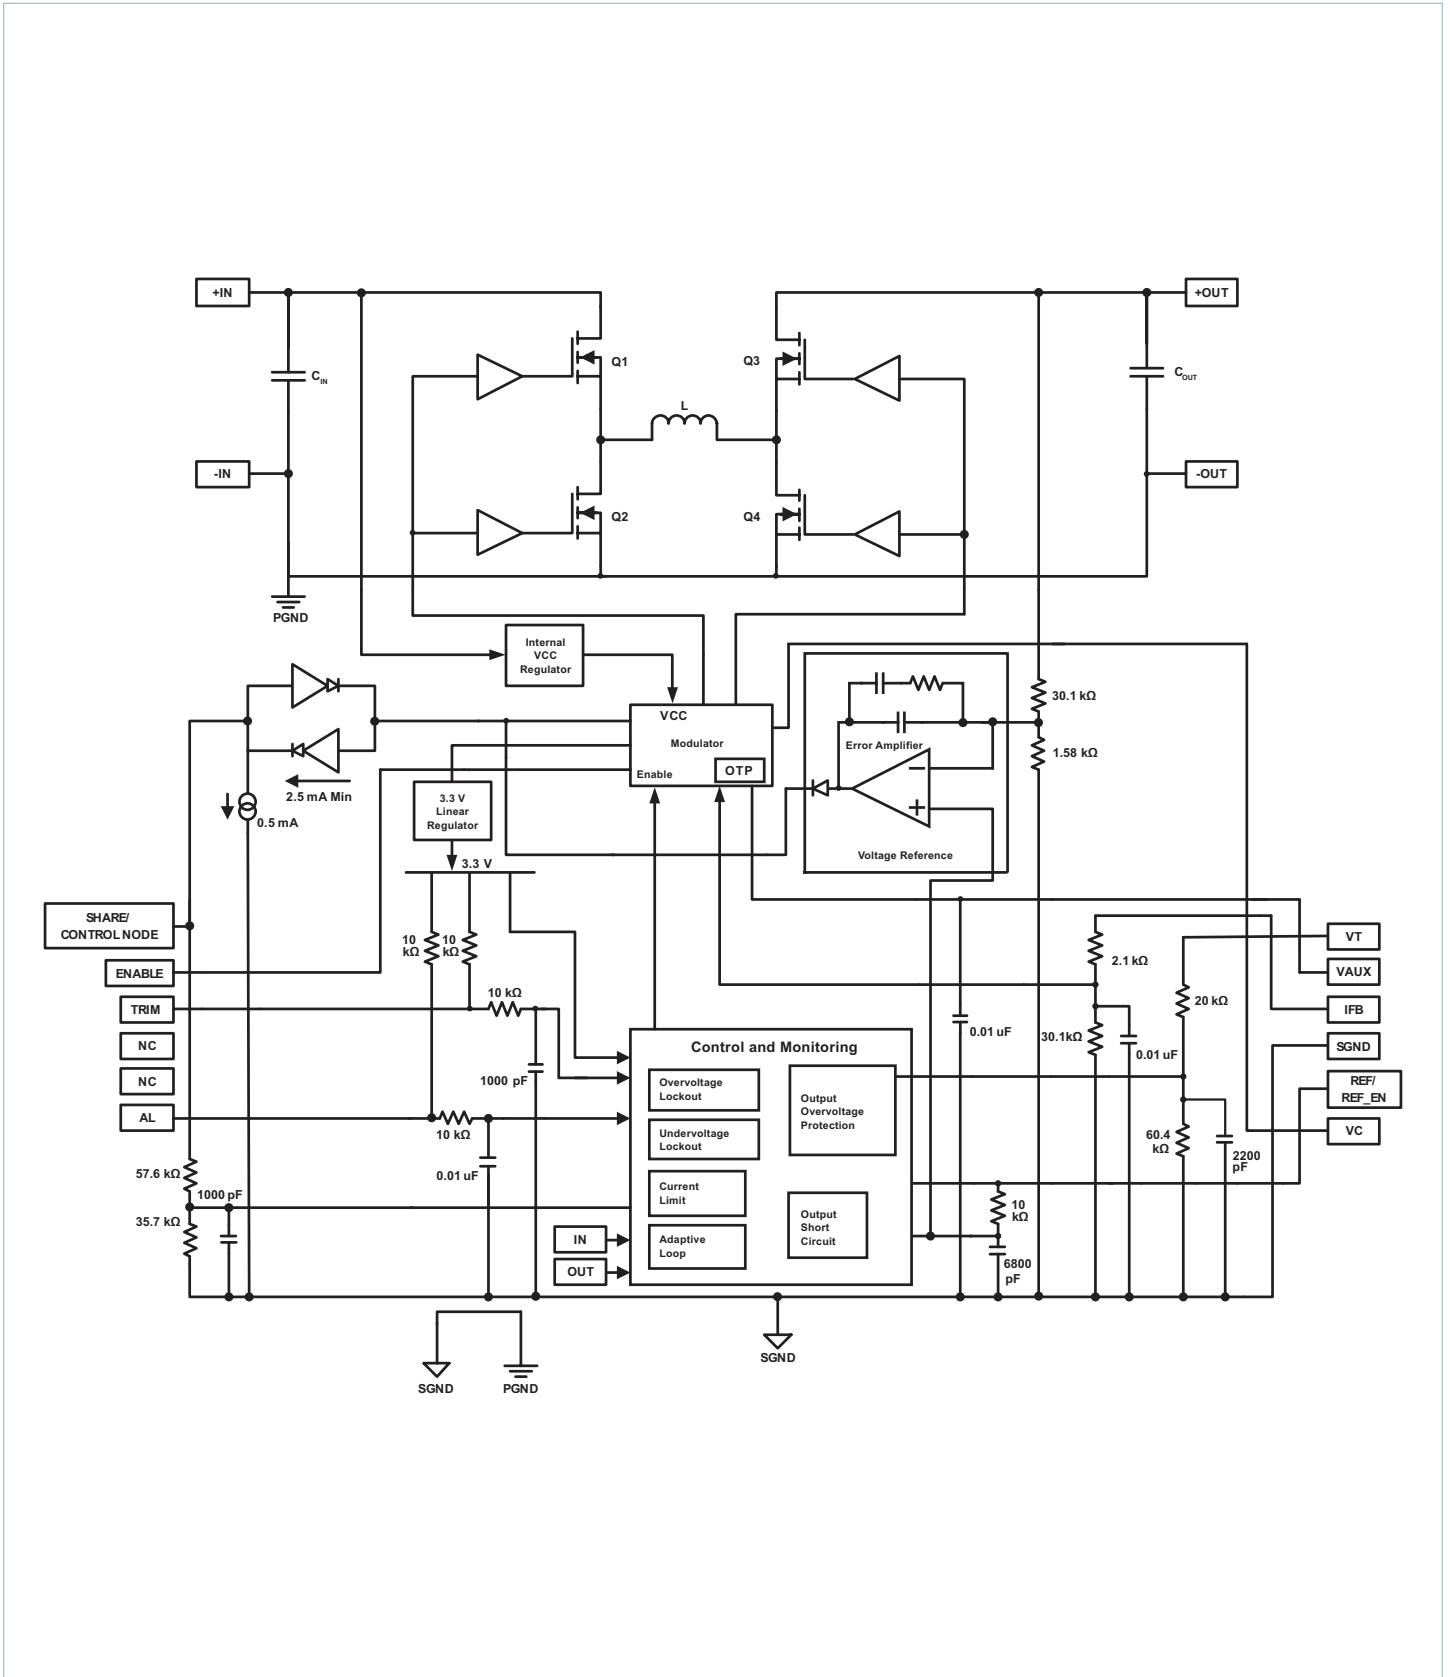 +IN
+OUT
CIN
Q1
Q3
COUT
L
-IN
-OUT
Q2
Q4
PGND
Internal
VCC
Regulator
30.1 kΩ
VCC
Modulator
Error Amplifier
1.58 kΩ
Enable
OTP
−
+
2.5 mA Min
0.5 mA
3.3 V
Linear
Regulator
Voltage Reference
3.3 V
SHARE/
CONTROL NODE
10
kΩ
10
kΩ
VT
2.1 kΩ
ENABLE
VAUX
10 kΩ
20 kΩ
TRIM
IFB
0.01 uF
30.1kΩ
NC
Control and Monitoring
0.01 uF
SGND
1000 pF
NC
Overvoltage
Lockout
Output
Overvoltage
Protection
REF/
REF_EN
AL
10 kΩ
Undervoltage
Lockout
60.4
kΩ
VC
2200
pF
57.6 kΩ
0.01 uF
1000 pF
Current
Limit
35.7 kΩ
Output
Short
Circuit
10
kΩ
IN
Adaptive
Loop
OUT
6800
pF
SGND
SGND
PGND